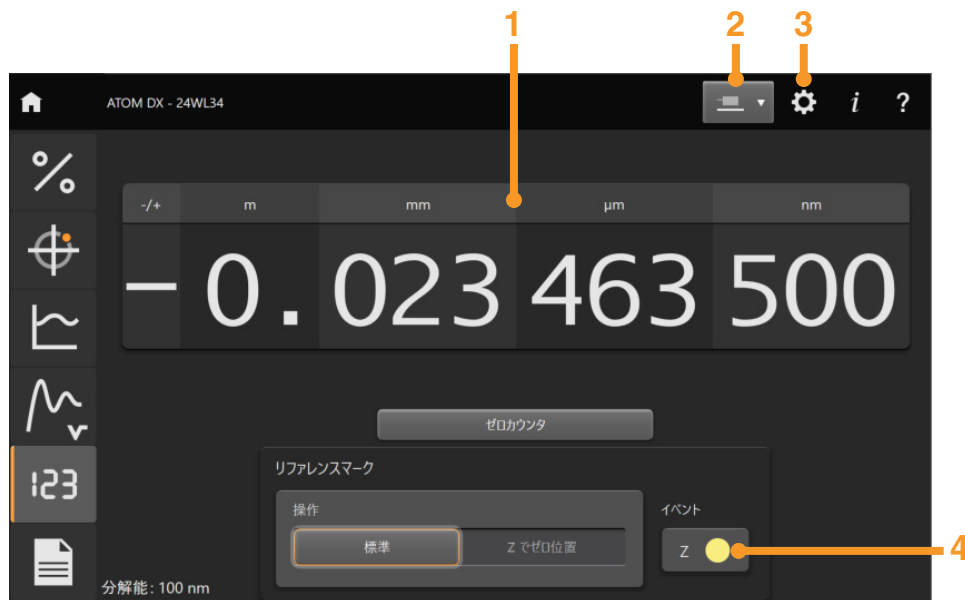 1 2 3
ATOM DX - 24WL34 i ?
-/+ m mm µm nm
- 0. 023 463 500
ゼロカウンタ
リファレンスマーク
操作
イベント
標準 Z でゼロ位置
Z
4
123
分解能: 100 nm